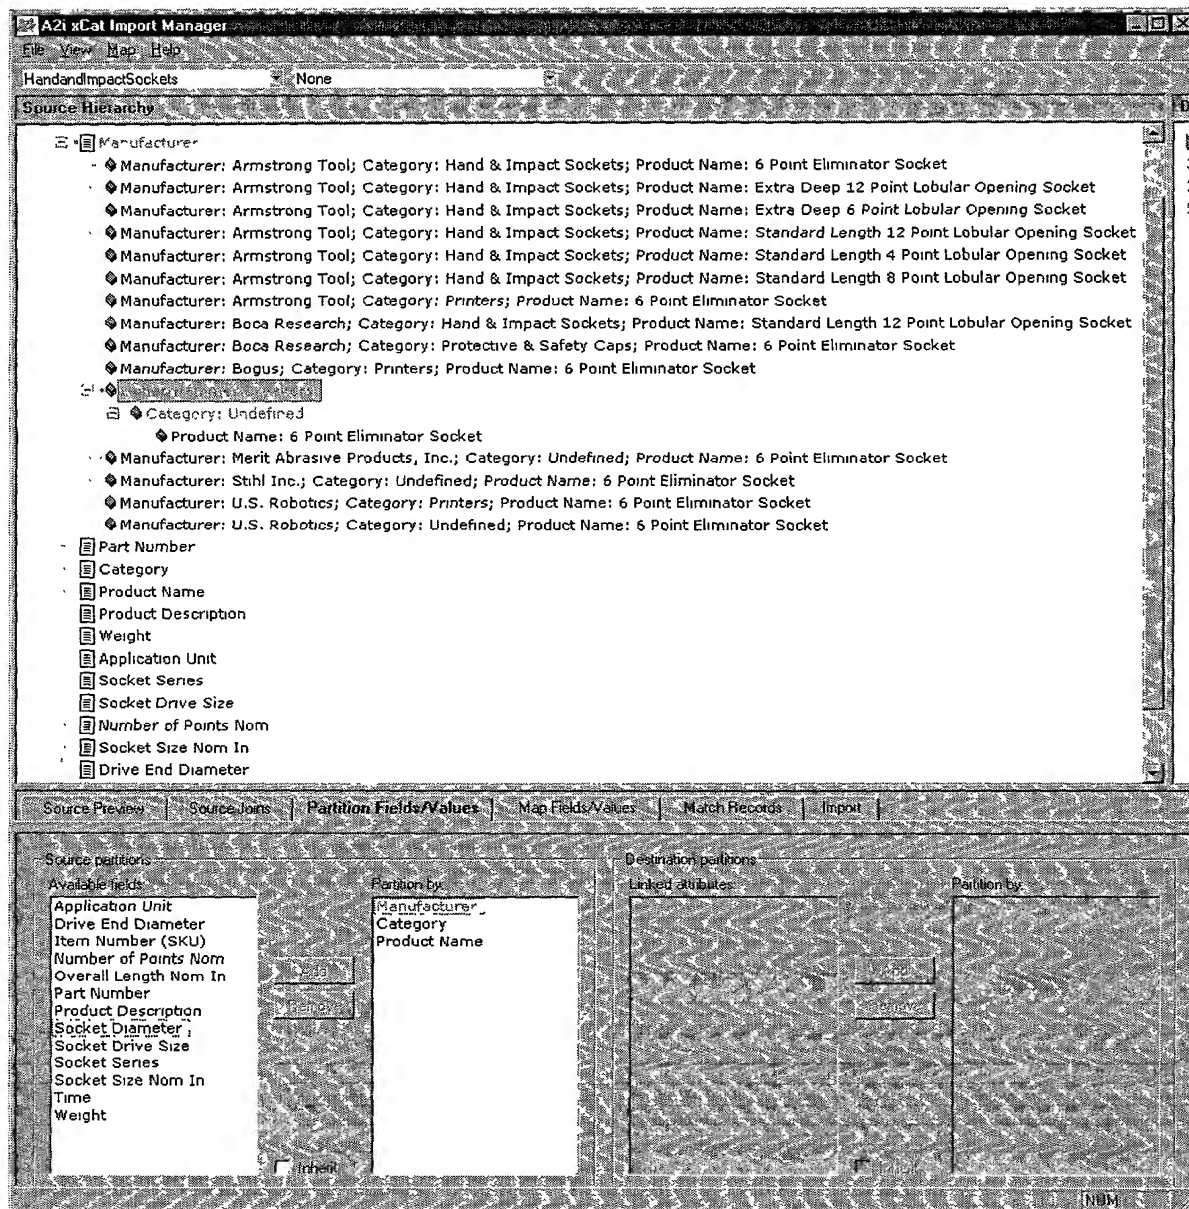 A2i xCat Import Manager
File View Map Help
HandandImpactSockets None
Source Hierarchy
Manufacturer
Manufacturer: Armstrong Tool; Category: Hand & Impact Sockets; Product Name: 6 Point Eliminator Socket
Manufacturer: Armstrong Tool; Category: Hand & Impact Sockets; Product Name: Extra Deep 12 Point Lobular Opening Socket
Manufacturer: Armstrong Tool; Category: Hand & Impact Sockets; Product Name: Extra Deep 6 Point Lobular Opening Socket
Manufacturer: Armstrong Tool; Category: Hand & Impact Sockets; Product Name: Standard Length 12 Point Lobular Opening Socket
Manufacturer: Armstrong Tool; Category: Hand & Impact Sockets; Product Name: Standard Length 4 Point Lobular Opening Socket
Manufacturer: Armstrong Tool; Category: Hand & Impact Sockets; Product Name: Standard Length 8 Point Lobular Opening Socket
Manufacturer: Armstrong Tool; Category: Printers; Product Name: 6 Point Eliminator Socket
Manufacturer: Boca Research; Category: Hand & Impact Sockets; Product Name: Standard Length 12 Point Lobular Opening Socket
Manufacturer: Boca Research; Category: Protective & Safety Caps; Product Name: 6 Point Eliminator Socket
Manufacturer: Bogus; Category: Printers; Product Name: 6 Point Eliminator Socket
Category: Undefined
Product Name: 6 Point Eliminator Socket
Manufacturer: Merit Abrasive Products, Inc.; Category: Undefined; Product Name: 6 Point Eliminator Socket
Manufacturer: Stihl Inc.; Category: Undefined; Product Name: 6 Point Eliminator Socket
Manufacturer: U.S. Robotics; Category: Printers; Product Name: 6 Point Eliminator Socket
Manufacturer: U.S. Robotics; Category: Undefined; Product Name: 6 Point Eliminator Socket
Part Number
Category
Product Name
Product Description
Weight
Application Unit
Socket Series
Socket Drive Size
Number of Points Nom
Socket Size Nom In
Drive End Diameter
Source Preview Source Joins Partition Fields/Values Map Fields/Values Match Records Import
Source partitions
Available fields:
Application Unit
Drive End Diameter
Item Number (SKU)
Number of Points Nom
Overall Length Nom In
Part Number
Product Description
Socket Diameter
Socket Drive Size
Socket Series
Socket Size Nom In
Time
Weight
Partition by:
Manufacturer
Category
Product Name
Inherit
Destination partitions
Linked attributes:
Partition by:
NUM